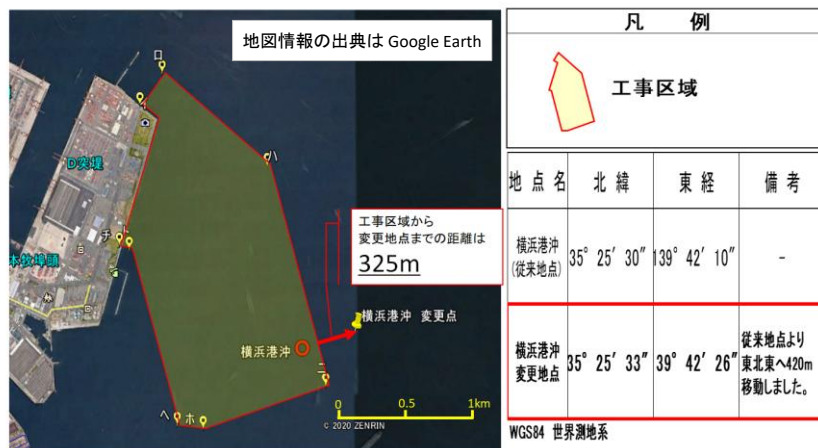 地図情報の出典は Google Earth
ロ
イ
ハ
D突堤
チ
ト
本牧埠頭
工事区域から
変更地点までの距離は
325m
横浜港沖 変更点
横浜港沖
ニ
ヘ
ホ
0 0.5 1km
© 2020 ZENRIN
凡 例
工事区域
地点名 北緯 東経 備考
横浜港沖
(従来地点)
35° 25′ 30″ 139° 42′ 10″ -
横浜港沖
変更地点
35° 25′ 33″ 39° 42′ 26″
従来地点より
東北東へ420m
移動しました。
WGS84 世界測地系